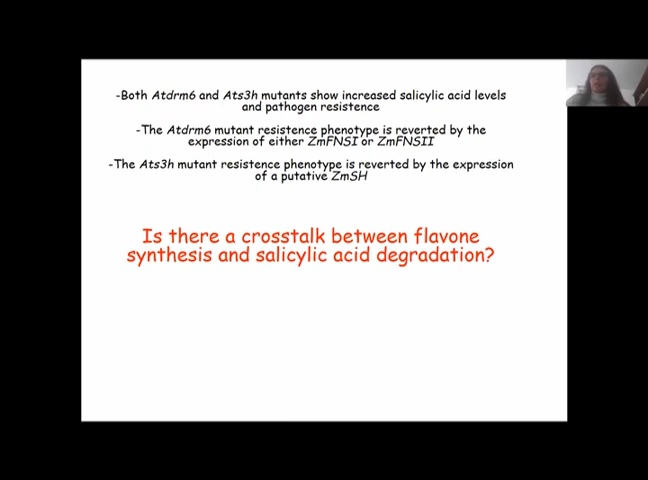 -Both Atdrm6 and Ats3h mutants show increased salicylic acid levels
and pathogen resistence
-The Atdrm6 mutant resistence phenotype is reverted by the
expression of either ZmFNSI or ZmFNSII
-The Ats3h mutant resistence phenotype is reverted by the expression
of a putative ZmSH
Is there a crosstalk between flavone
synthesis and salicylic acid degradation?